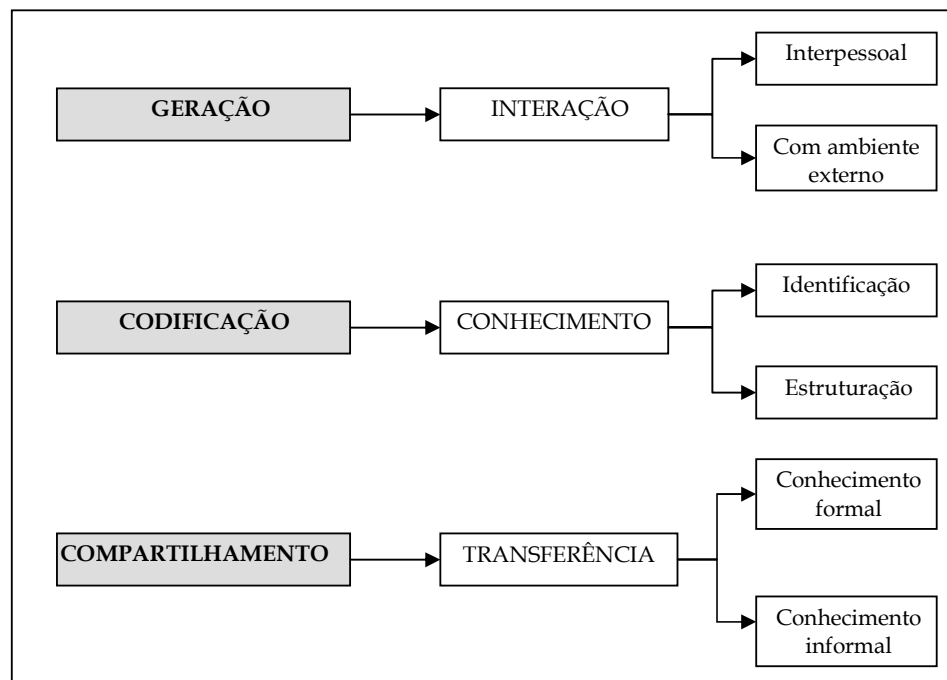 Interpessoal
GERAÇÃO
INTERAÇÃO
Com ambiente
externo
Identificação
CODIFICAÇÃO
CONHECIMENTO
Estruturação
Conhecimento
formal
COMPARTILHAMENTO
TRANSFERÊNCIA
Conhecimento
informal